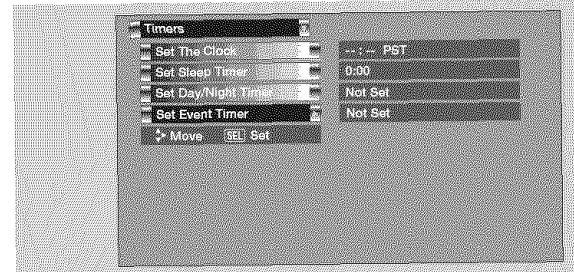 Timers
Set The Clock -- : -- PST
Set Sleep Timer 0:00
Set Day/Night Timer Not Set
Set Event Timer Not Set
Move SEL Set